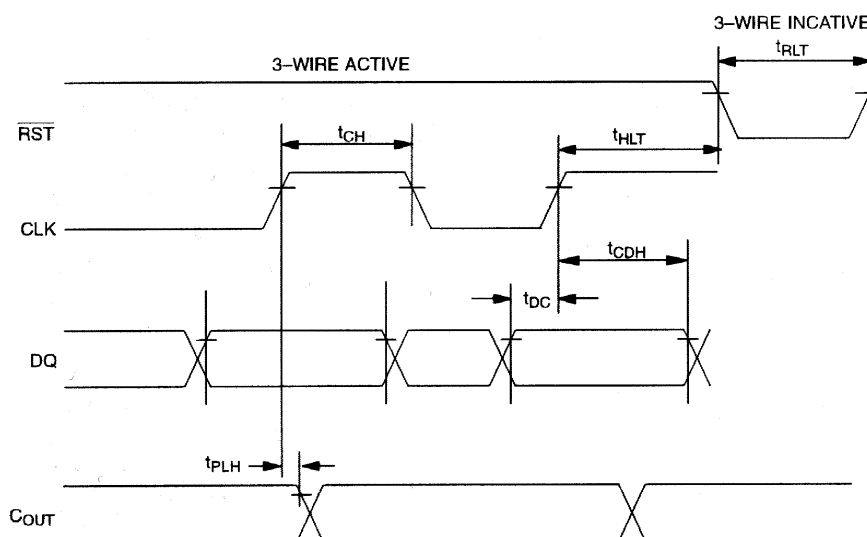 3–WIRE INCATIVE
tRLT
3–WIRE ACTIVE
RST
tCH
tHLT
CLK
tCDH
tDC
DQ
tPLH
COUT